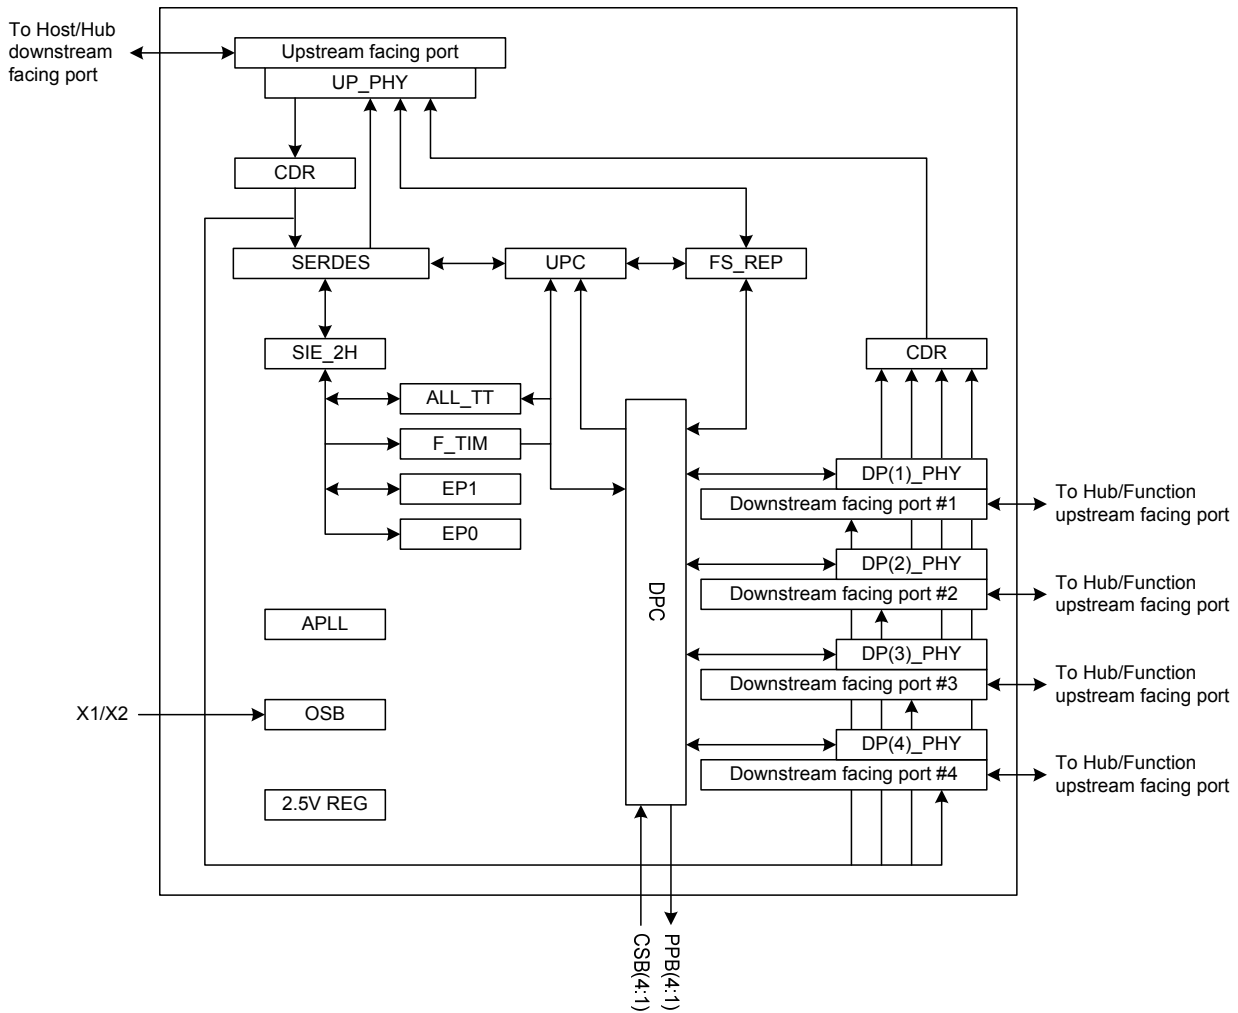 To Host/Hub
downstream
facing port
Upstream facing port
UP_PHY
CDR
SERDES
UPC
FS_REP
SIE_2H
CDR
ALL_TT
F_TIM
EP1
EP0
DPC
DP(1)_PHY
Downstream facing port #1
To Hub/Function
upstream facing port
DP(2)_PHY
Downstream facing port #2
To Hub/Function
upstream facing port
APLL
DP(3)_PHY
Downstream facing port #3
To Hub/Function
upstream facing port
X1/X2
OSB
DP(4)_PHY
Downstream facing port #4
To Hub/Function
upstream facing port
2.5V REG
CSB(4:1)
PPB(4:1)